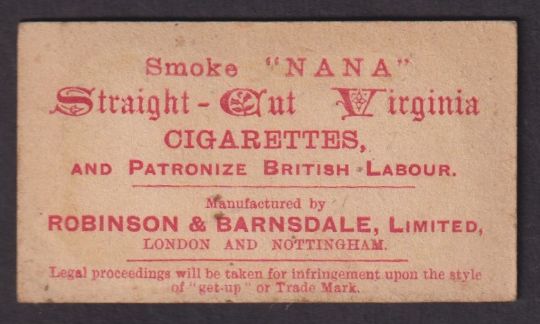 Smoke "NANA"
Straight-Cut Virginia
CIGARETTES,
AND PATRONIZE BRITISH LABOUR.
Manufactured by
ROBINSON & BARNSDALE, LIMITED,
LONDON AND NOTTINGHAM.
Legal proceedings will be taken for infringement upon the style
of "get-up" or Trade Mark.